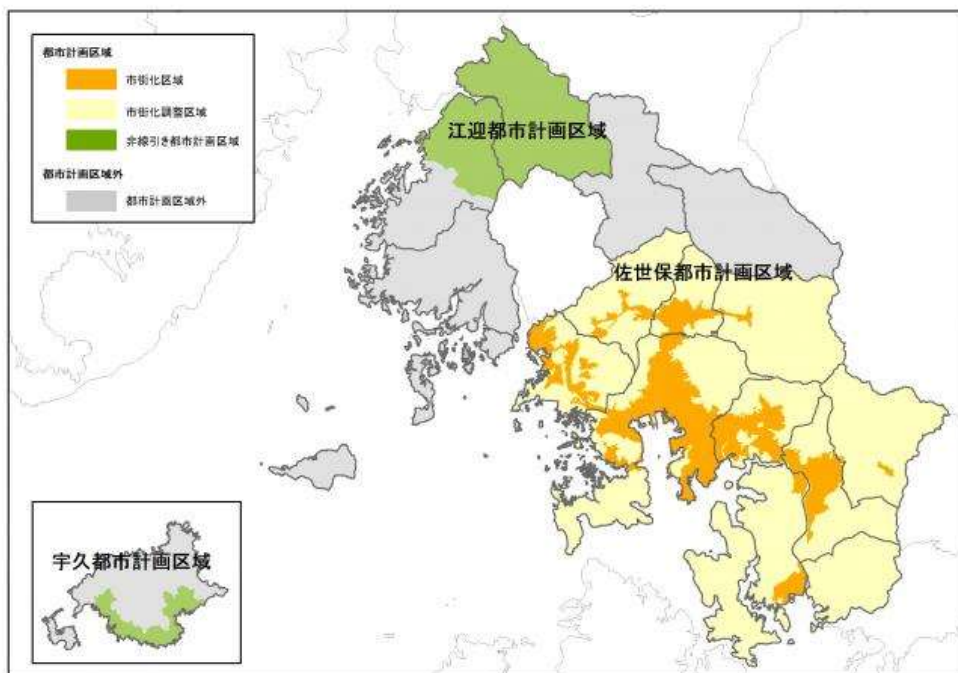 都市計画区域
市街化区域
市街化調整区域
非線引き都市計画区域
都市計画区域外
都市計画区域外
江迎都市計画区域
佐世保都市計画区域
宇久都市計画区域